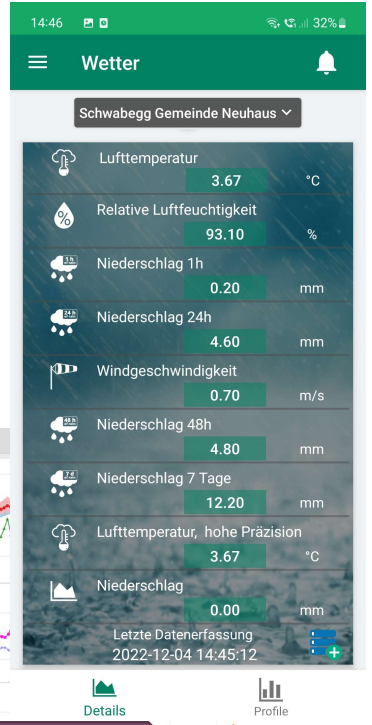 14:46 32%
Wetter
Schwabegg Gemeinde Neuhaus
Lufttemperatur
3.67 °C
%
Relative Luftfeuchtigkeit
93.10 %
1h
Niederschlag 1h
0.20 mm
24h
Niederschlag 24h
4.60 mm
Windgeschwindigkeit
0.70 m/s
48h
Niederschlag 48h
4.80 mm
7d
Niederschlag 7 Tage
12.20 mm
Lufttemperatur, hohe Präzision
3.67 °C
Niederschlag
0.00 mm
Letzte Datenerfassung
2022-12-04 14:45:12
Details Profile